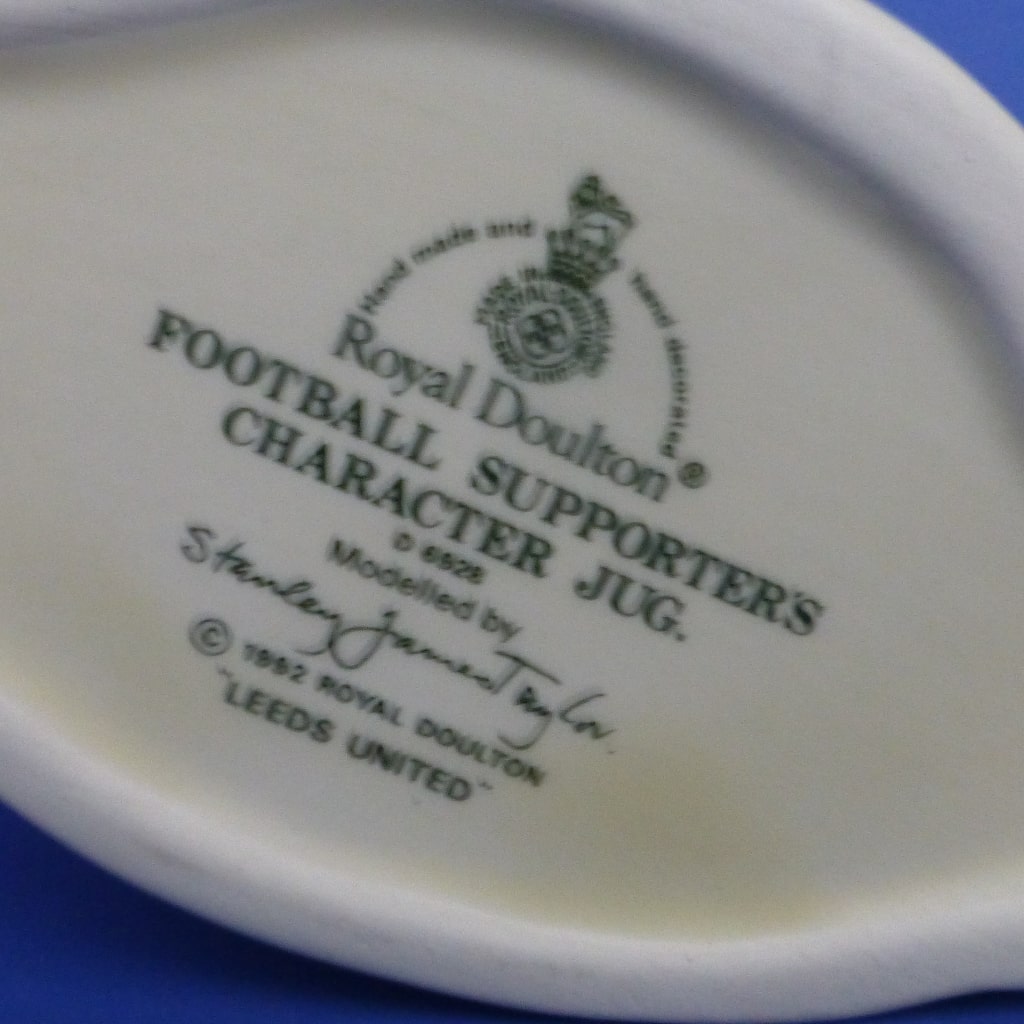 Hand made and
hand decorated
Royal Doulton®
FOOTBALL SUPPORTER'S
CHARACTER JUG.
D 6928
Modelled by
Stanley James Taylor.
© 1992 ROYAL DOULTON
"LEEDS UNITED"